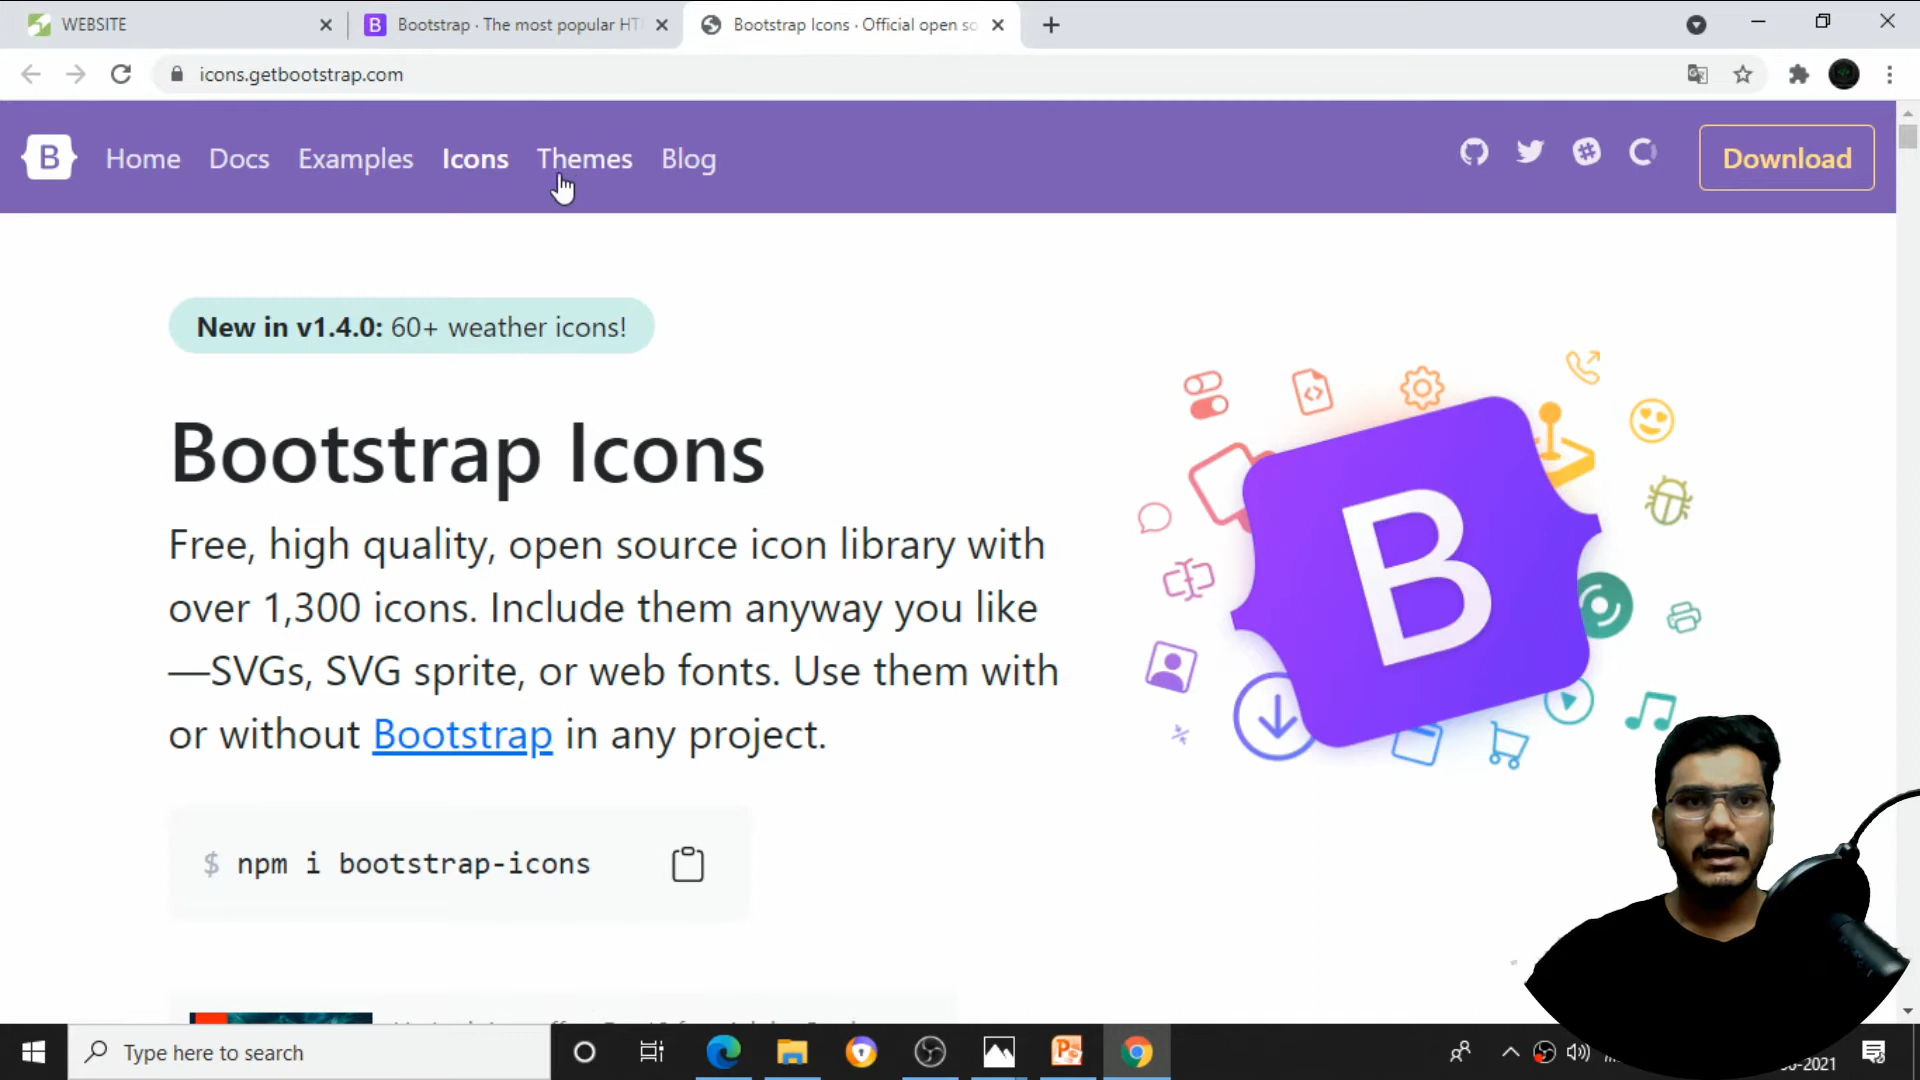 WEBSITE
Bootstrap · The most popular HT
Bootstrap Icons · Official open so
icons.getbootstrap.com
B Home Docs Examples Icons Themes Blog
Download
New in v1.4.0: 60+ weather icons!
Bootstrap Icons
Free, high quality, open source icon library with
over 1,300 icons. Include them anyway you like
—SVGs, SVG sprite, or web fonts. Use them with
or without Bootstrap in any project.
B
$ npm i bootstrap-icons
Type here to search
-2021